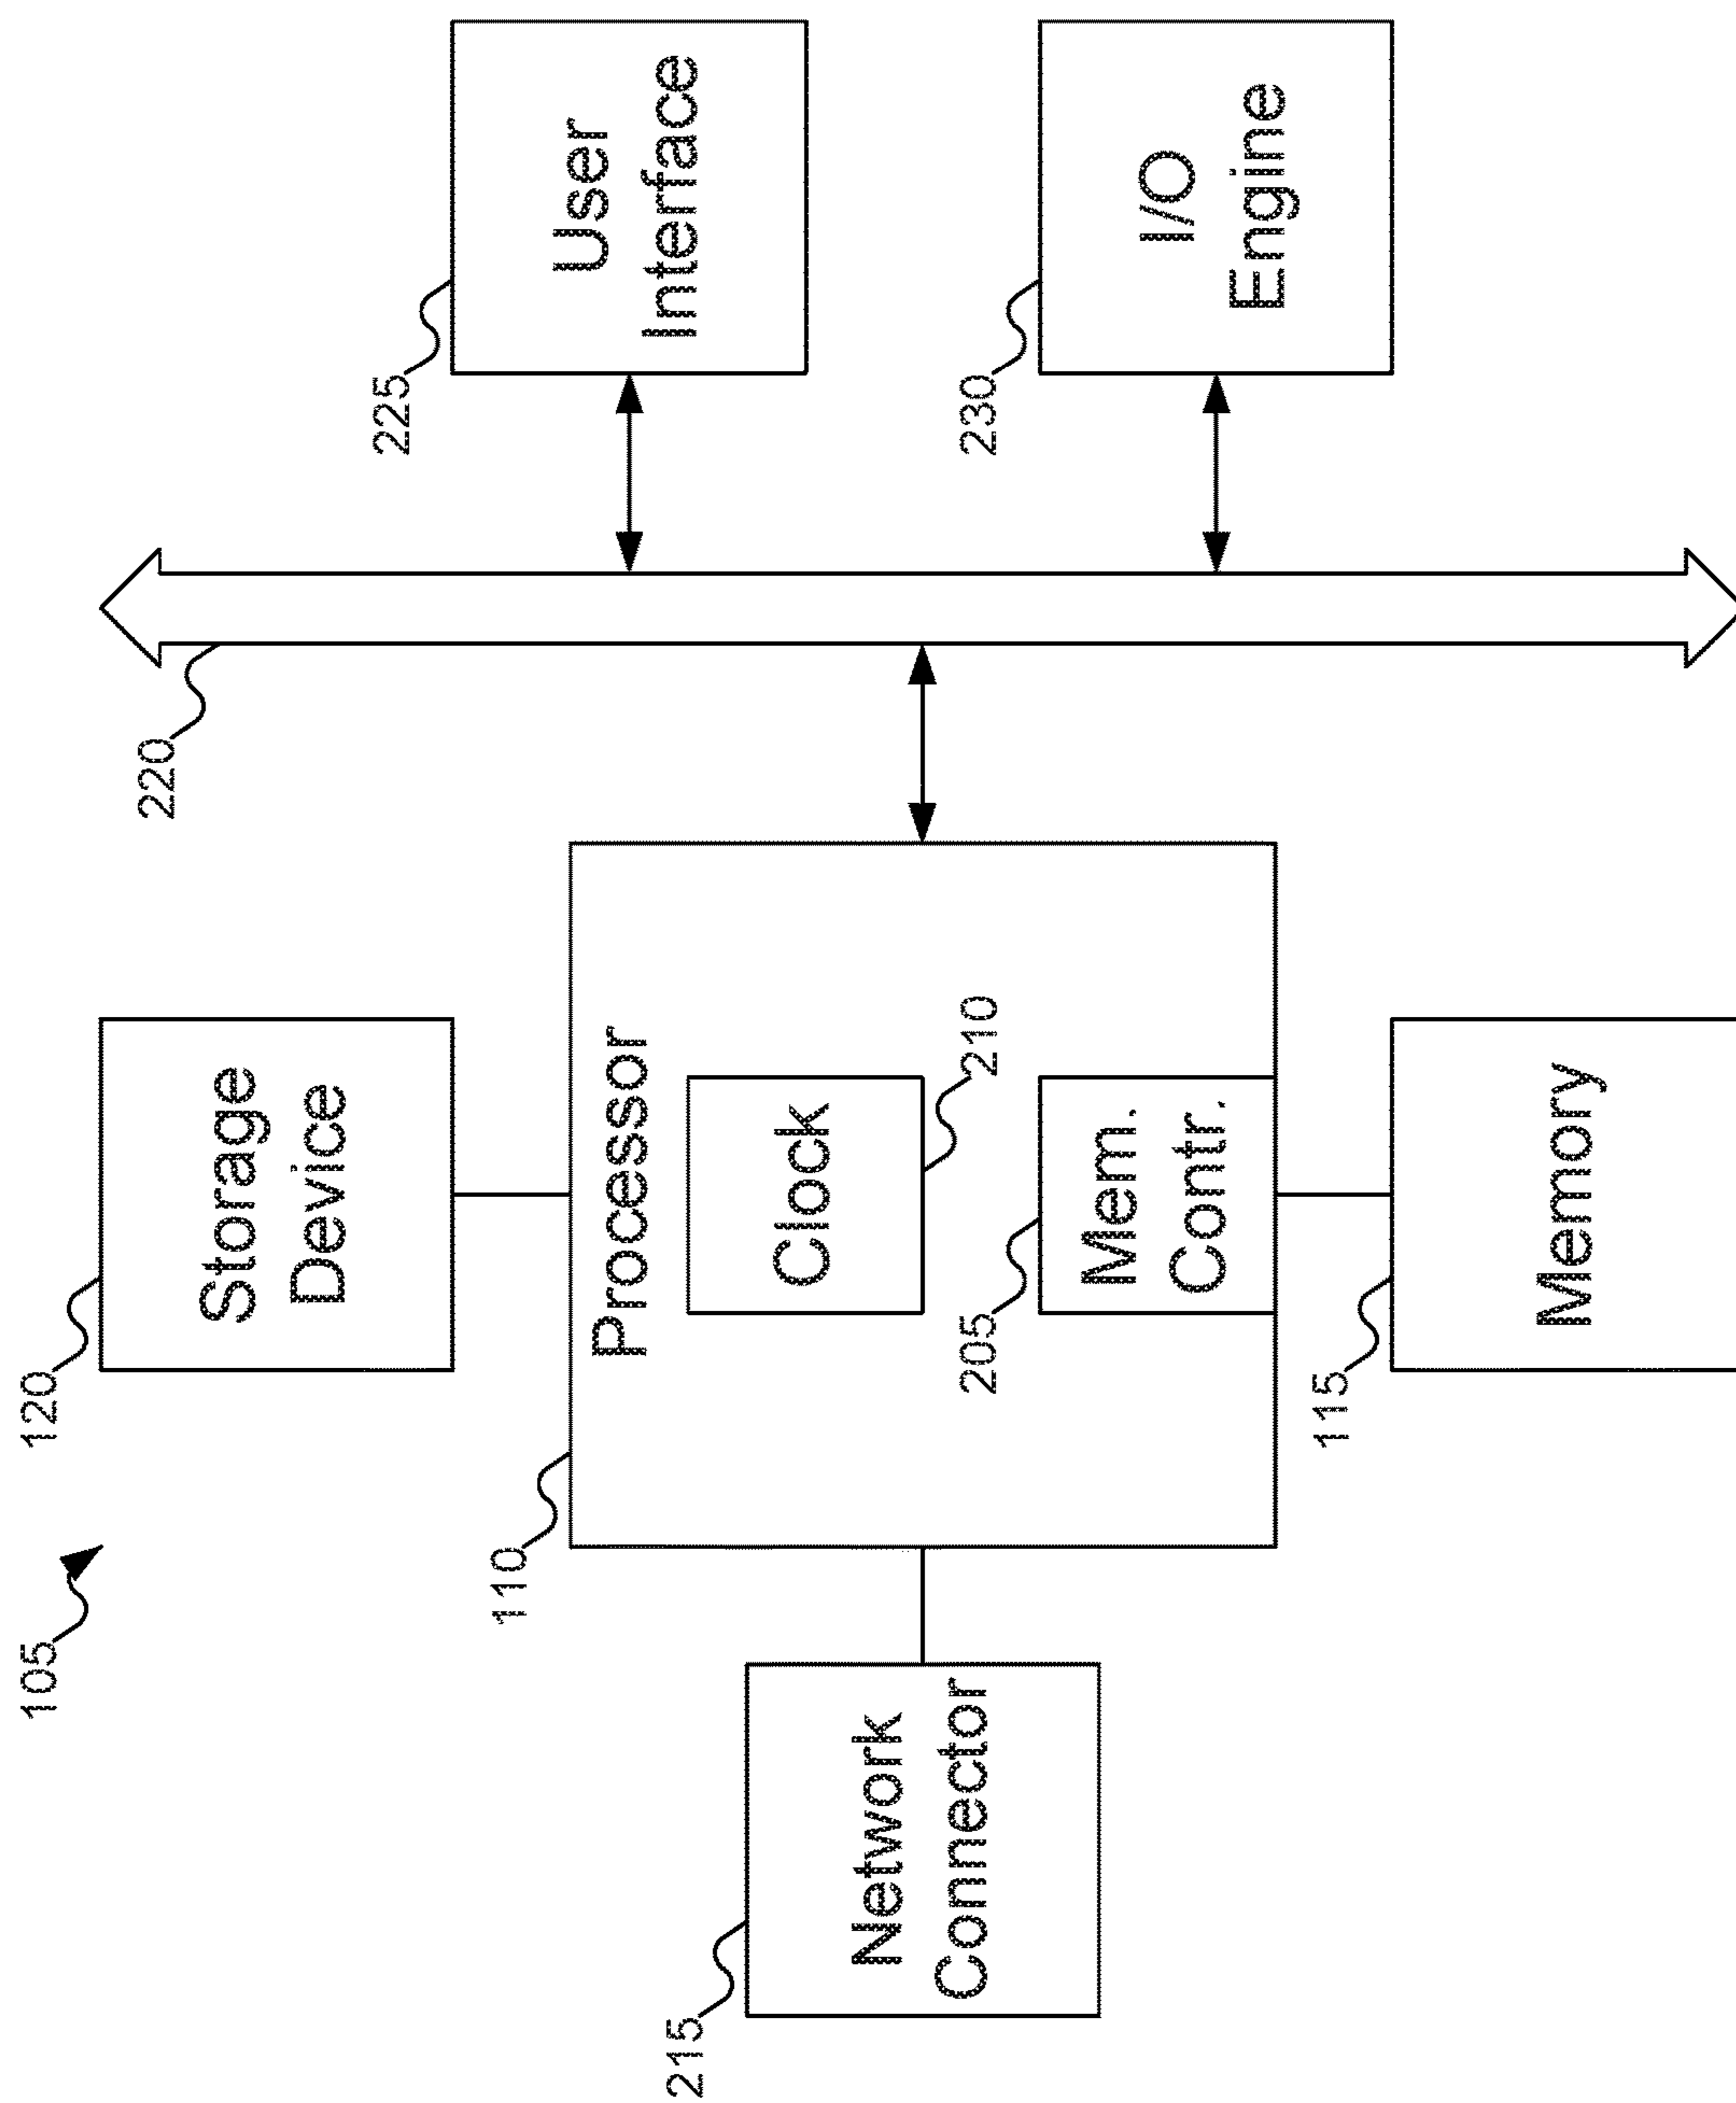 105
120
Storage
Device
220
225
User
Interface
110
Processor
Clock
210
215
Network
Connector
205
Mem.
Contr.
230
I/O
Engine
115
Memory